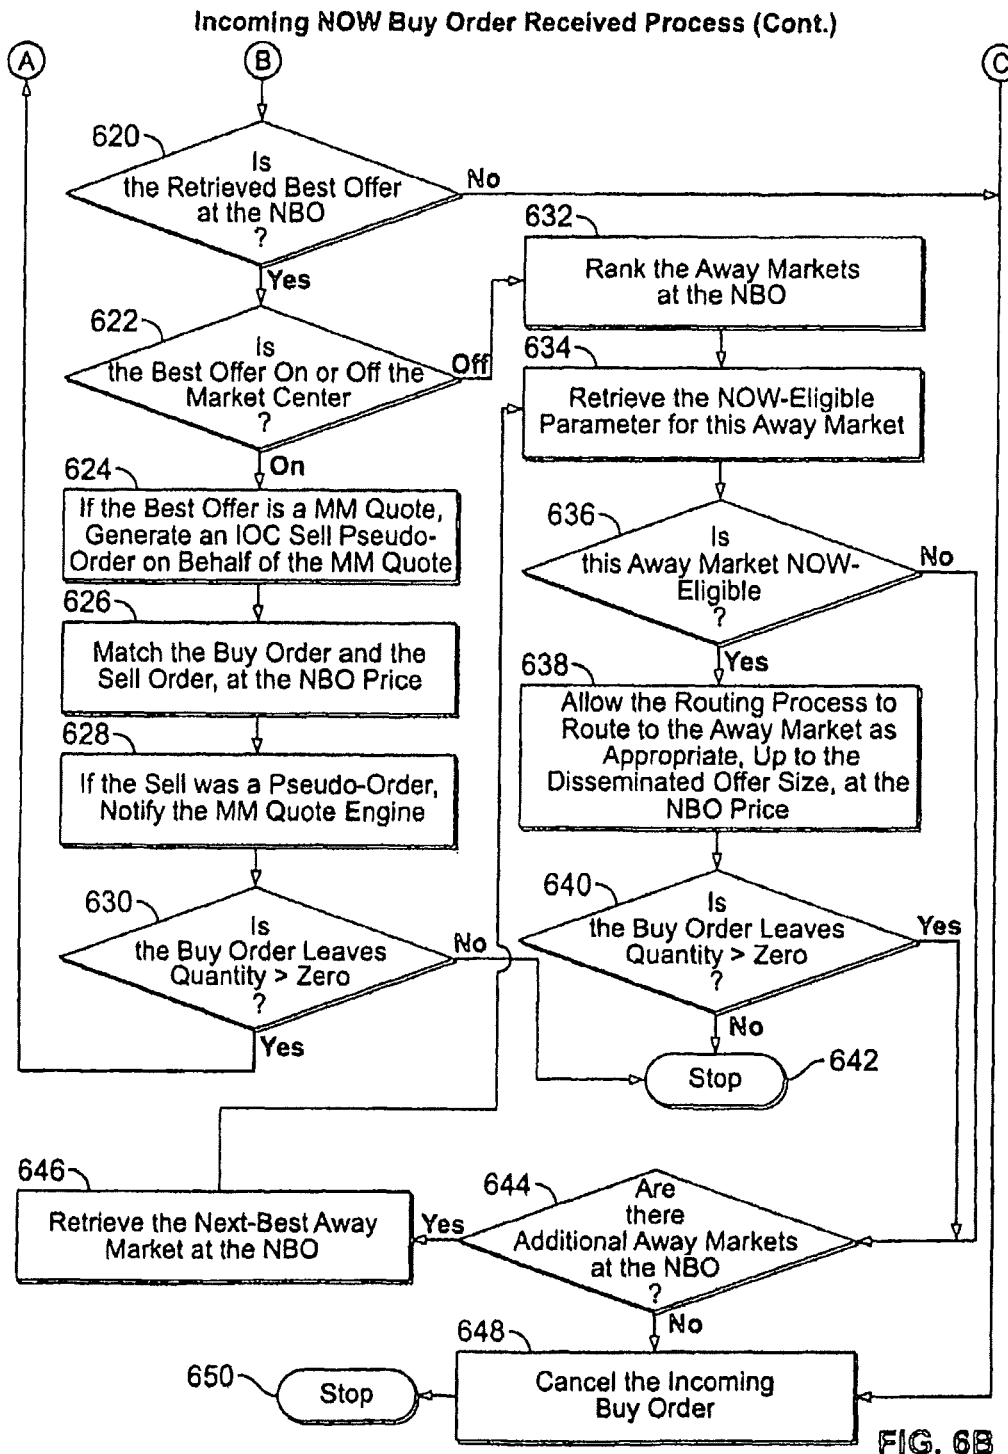 Incoming NOW Buy Order Received Process (Cont.)
A
B
C
620
Is
the Retrieved Best Offer
at the NBO
?
No
Yes
622
Is
the Best Offer On or Off the
Market Center
?
Off
On
624
If the Best Offer is a MM Quote,
Generate an IOC Sell Pseudo-
Order on Behalf of the MM Quote
626
Match the Buy Order and the
Sell Order, at the NBO Price
628
If the Sell was a Pseudo-Order,
Notify the MM Quote Engine
630
Is
the Buy Order Leaves
Quantity > Zero
?
No
Yes
632
Rank the Away Markets
at the NBO
634
Retrieve the NOW-Eligible
Parameter for this Away Market
636
Is
this Away Market NOW-
Eligible
?
No
Yes
638
Allow the Routing Process to
Route to the Away Market as
Appropriate, Up to the
Disseminated Offer Size, at the
NBO Price
640
Is
the Buy Order Leaves
Quantity > Zero
?
Yes
No
Stop
642
644
Are
there
Additional Away Markets
at the NBO
?
Yes
No
646
Retrieve the Next-Best Away
Market at the NBO
648
Cancel the Incoming
Buy Order
650
Stop
FIG. 6B